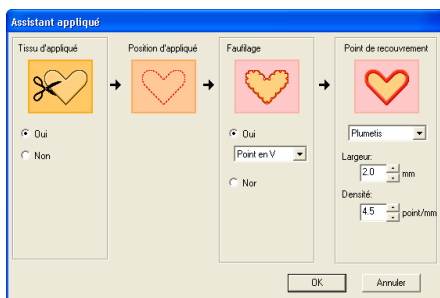 Assistant appliqué
Tissu d'appliqué
Position d'appliqué
Faufilage
Point de recouvrement
Oui
Non
Oui
Point en V
Nor
Plumetis
Largeur:
2.0 mm
Densité:
4.5 point/mm
OK
Annuler